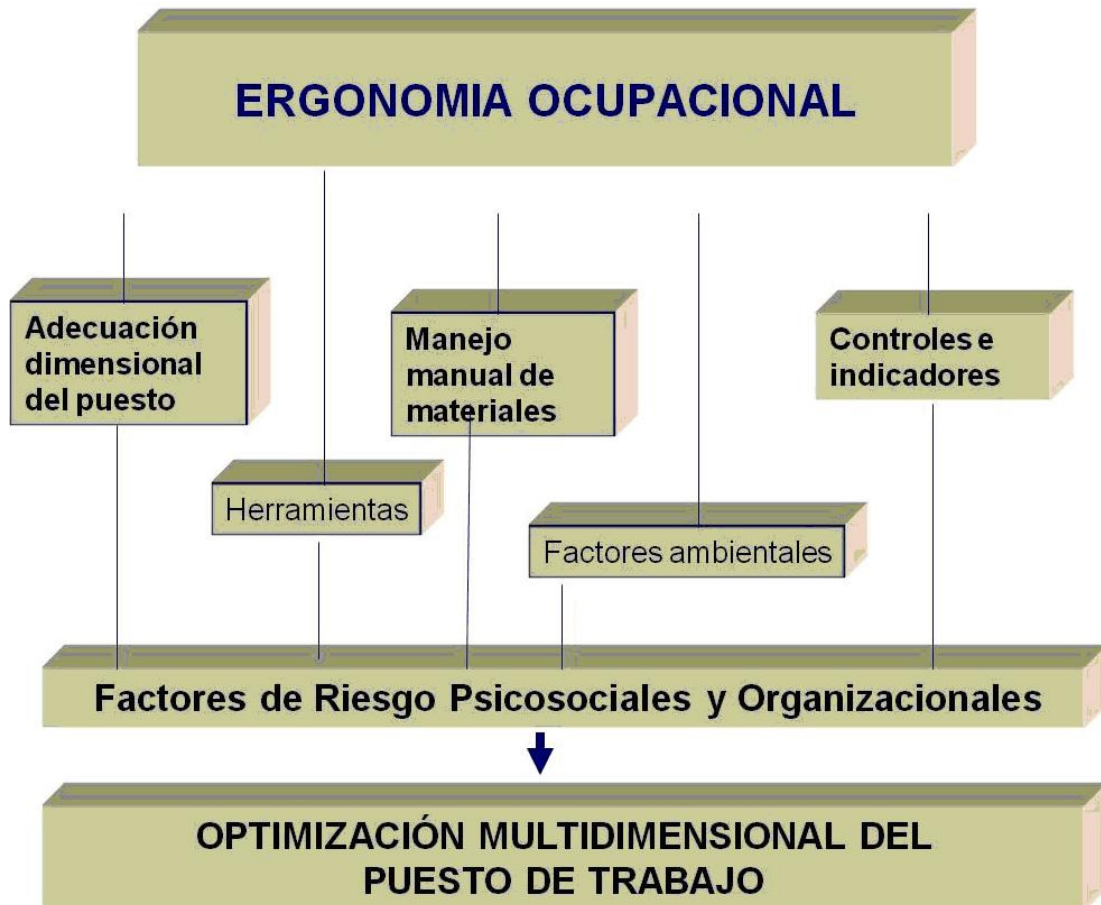 ERGONOMIA OCUPACIONAL
Adecuación
dimensional
del puesto
Manejo
manual de
materiales
Controles e
indicadores
Herramientas
Factores ambientales
Factores de Riesgo Psicosociales y Organizacionales
OPTIMIZACIÓN MULTIDIMENSIONAL DEL
PUESTO DE TRABAJO